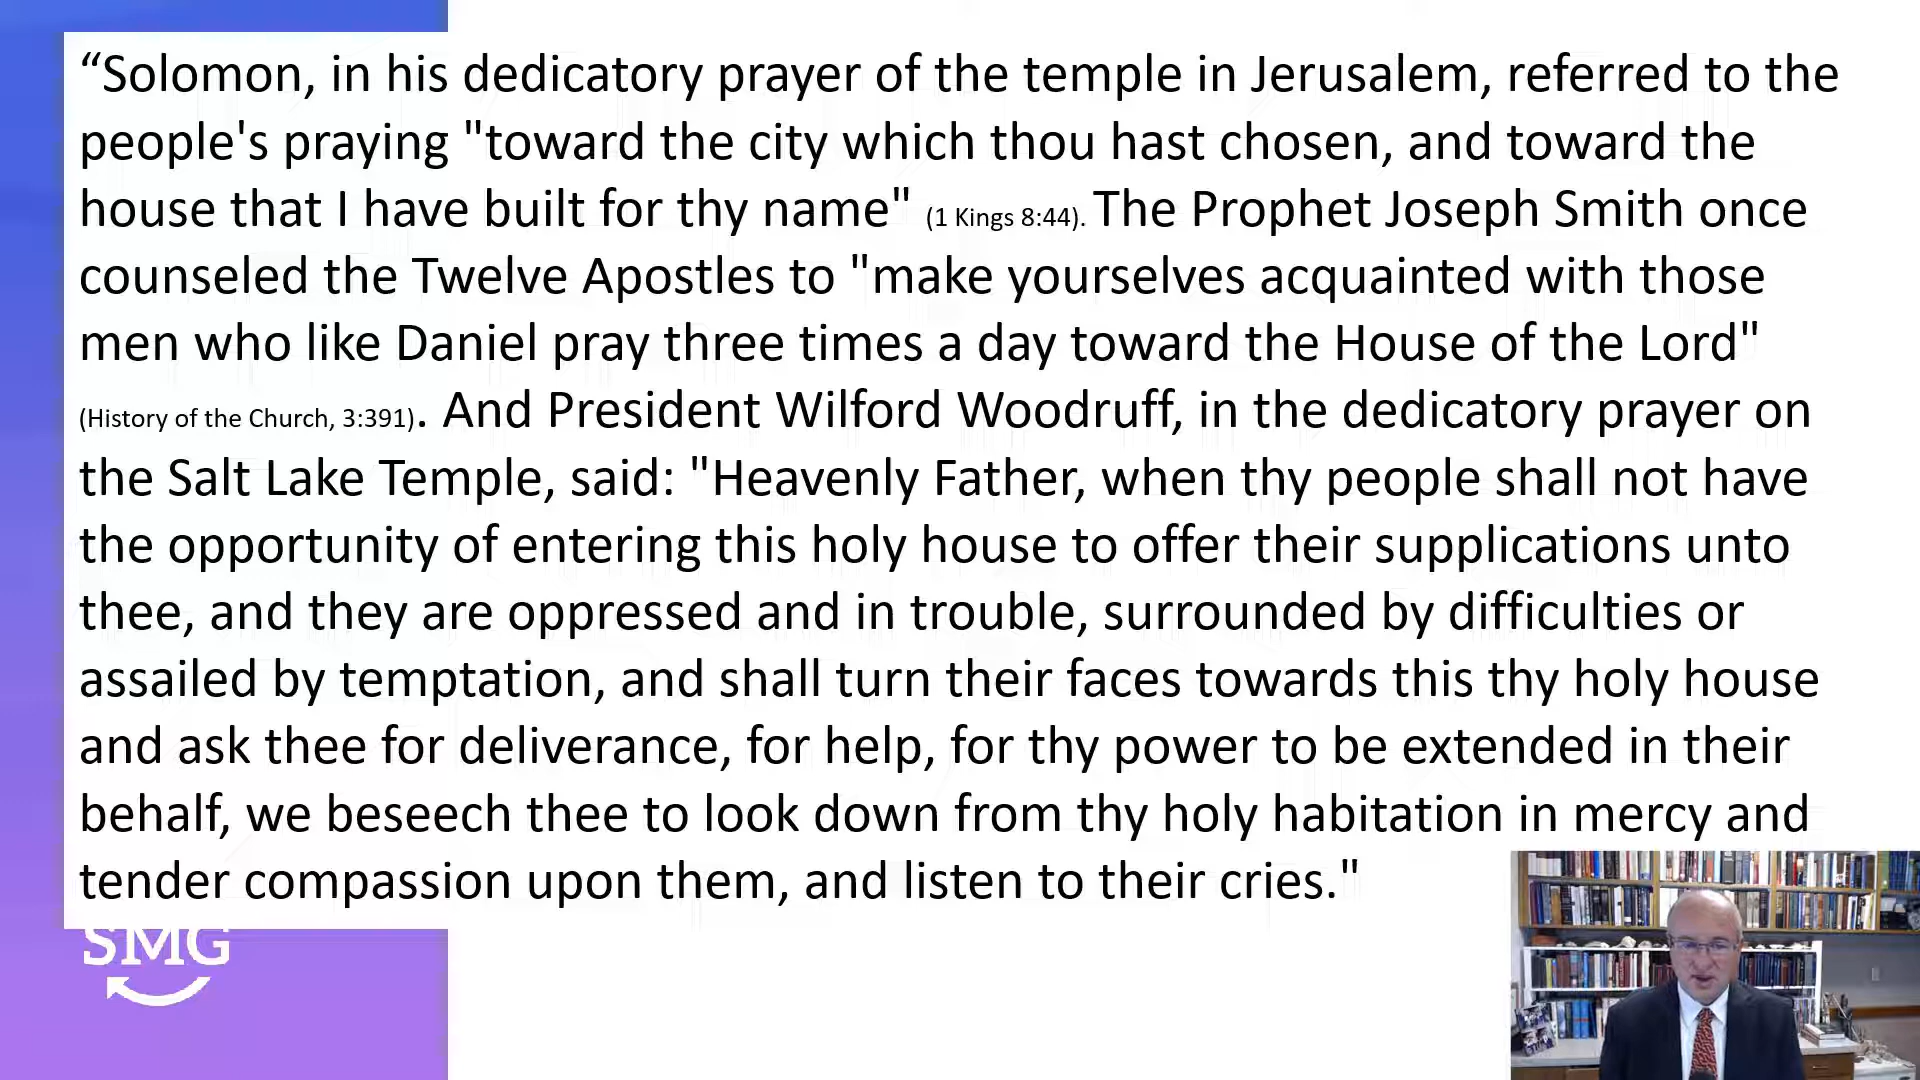 “Solomon, in his dedicatory prayer of the temple in Jerusalem, referred to the
people's praying "toward the city which thou hast chosen, and toward the
house that I have built for thy name" (1 Kings 8:44). The Prophet Joseph Smith once
counseled the Twelve Apostles to "make yourselves acquainted with those
men who like Daniel pray three times a day toward the House of the Lord"
(History of the Church, 3:391). And President Wilford Woodruff, in the dedicatory prayer on
the Salt Lake Temple, said: "Heavenly Father, when thy people shall not have
the opportunity of entering this holy house to offer their supplications unto
thee, and they are oppressed and in trouble, surrounded by difficulties or
assailed by temptation, and shall turn their faces towards this thy holy house
and ask thee for deliverance, for help, for thy power to be extended in their
behalf, we beseech thee to look down from thy holy habitation in mercy and
tender compassion upon them, and listen to their cries."
SMG